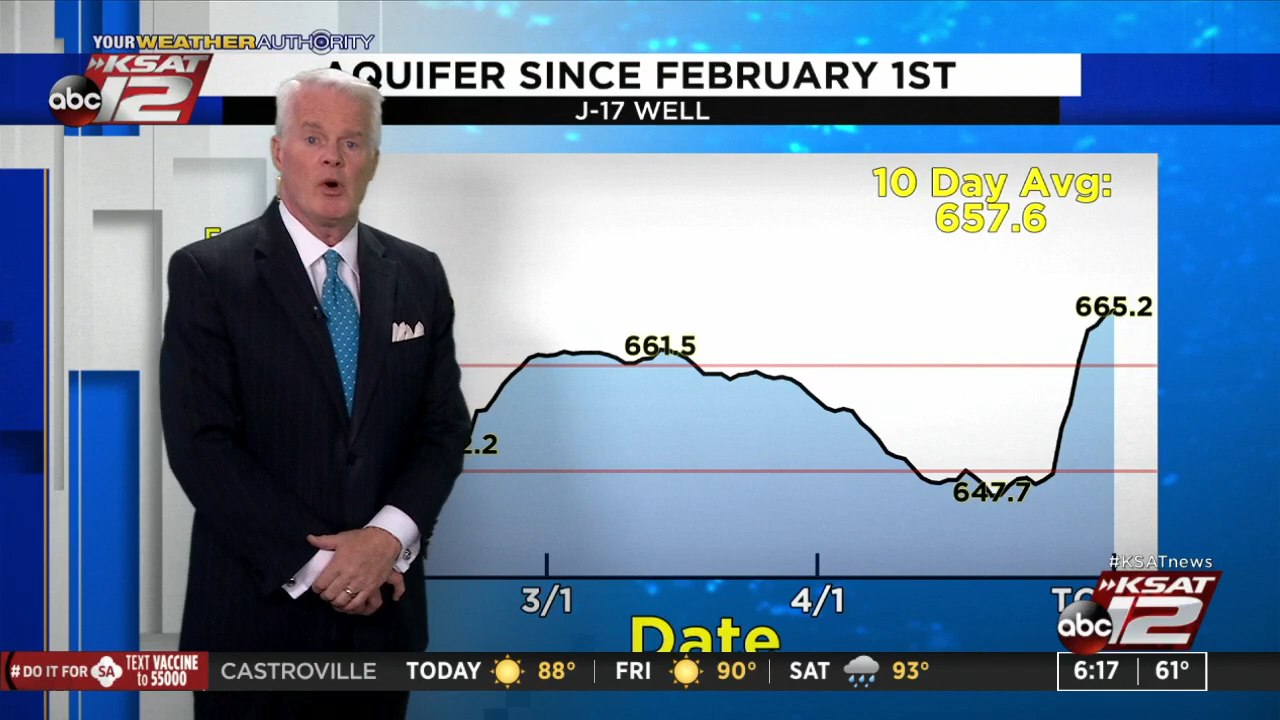 YOUR WEATHER AUTHORITY
KSAT
abc 12
AQUIFER SINCE FEBRUARY 1ST
J-17 WELL
10 Day Avg:
657.6
665.2
661.5
2.2
647.7
#KSATnews
3/1 4/1
KSAT
abc 12
Date
# DO IT FOR SA TEXT VACCINE to 55000 CASTROVILLE TODAY 88° FRI 90° SAT 93° 6:17 61°